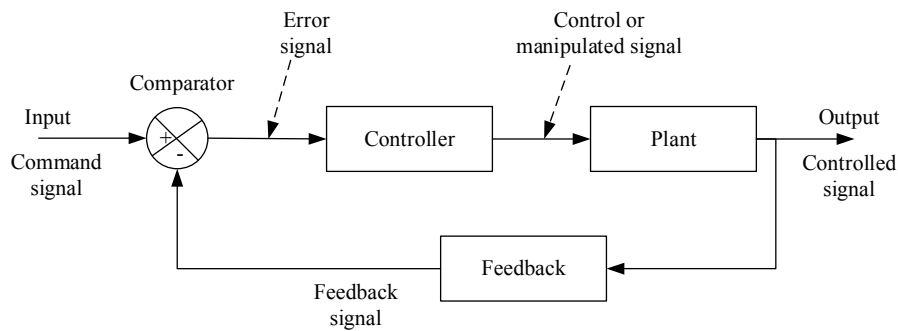 Error
signal
Control or
manipulated signal
Comparator
Input
+
-
Controller
Plant
Output
Command
signal
Controlled
signal
Feedback
Feedback
signal